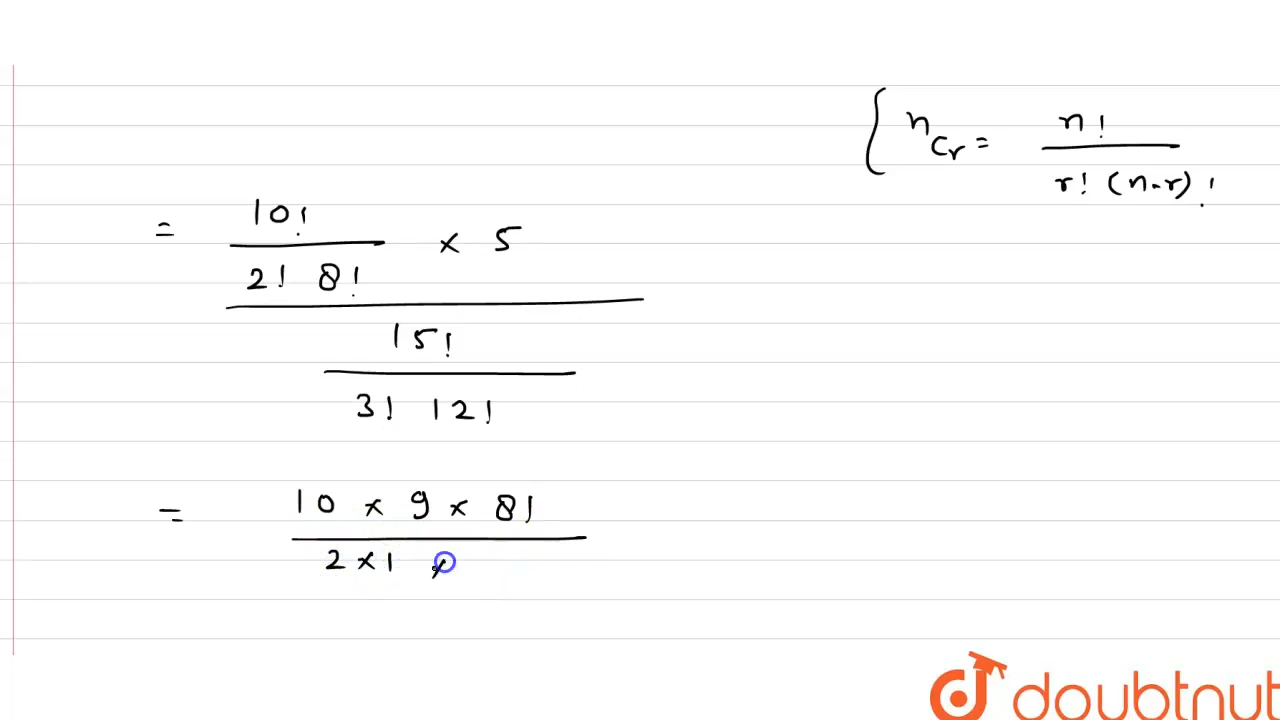 { nCr = n! / r! (n-r)!
= 10! / 2! 8! × 5
15! / 3! 12!
= 10 × 9 × 8! / 2 × 1 ×
doubtnut